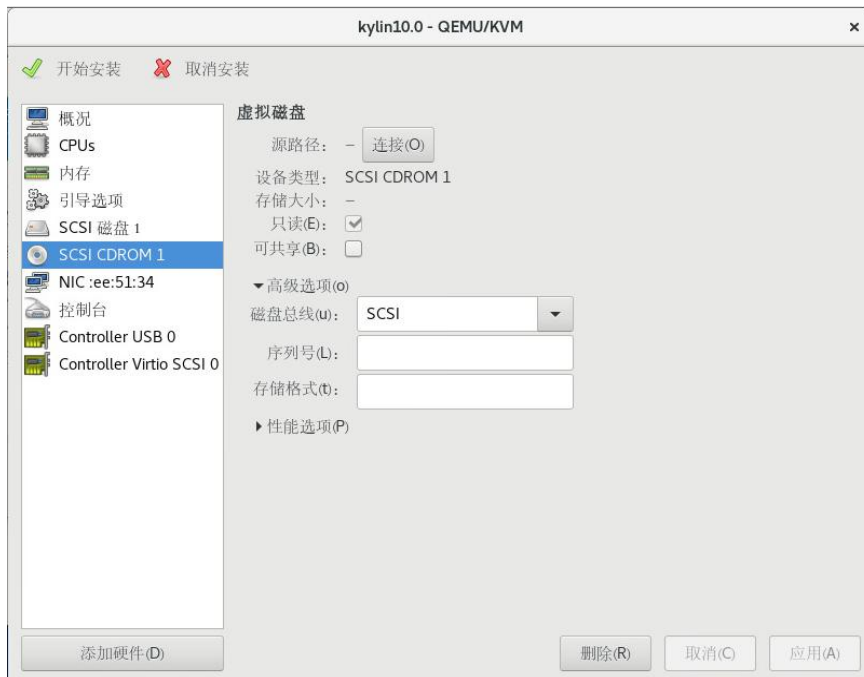 kylin10.0 - QEMU/KVM
×
开始安装 取消安装
概况
CPUs
内存
引导选项
SCSI 磁盘 1
SCSI CDROM 1
NIC :ee:51:34
控制台
Controller USB 0
Controller Virtio SCSI 0
添加硬件(D)
虚拟磁盘
源路径： – 连接(O)
设备类型： SCSI CDROM 1
存储大小： –
只读(E)：
可共享(B)：
高级选项(o)
磁盘总线(u)： SCSI
序列号(L)：
存储格式(t)：
性能选项(P)
删除(R) 取消(C) 应用(A)